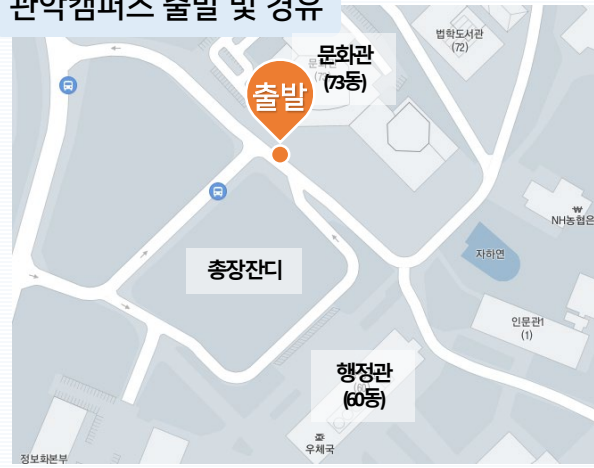 관악캠퍼스 출발 및 경유
법학도서관
(72)
문화관
(73동)
출발
NH농협은
자하연
총장잔디
인문관1
(1)
행정관
(60동)
우체국
정보화본부